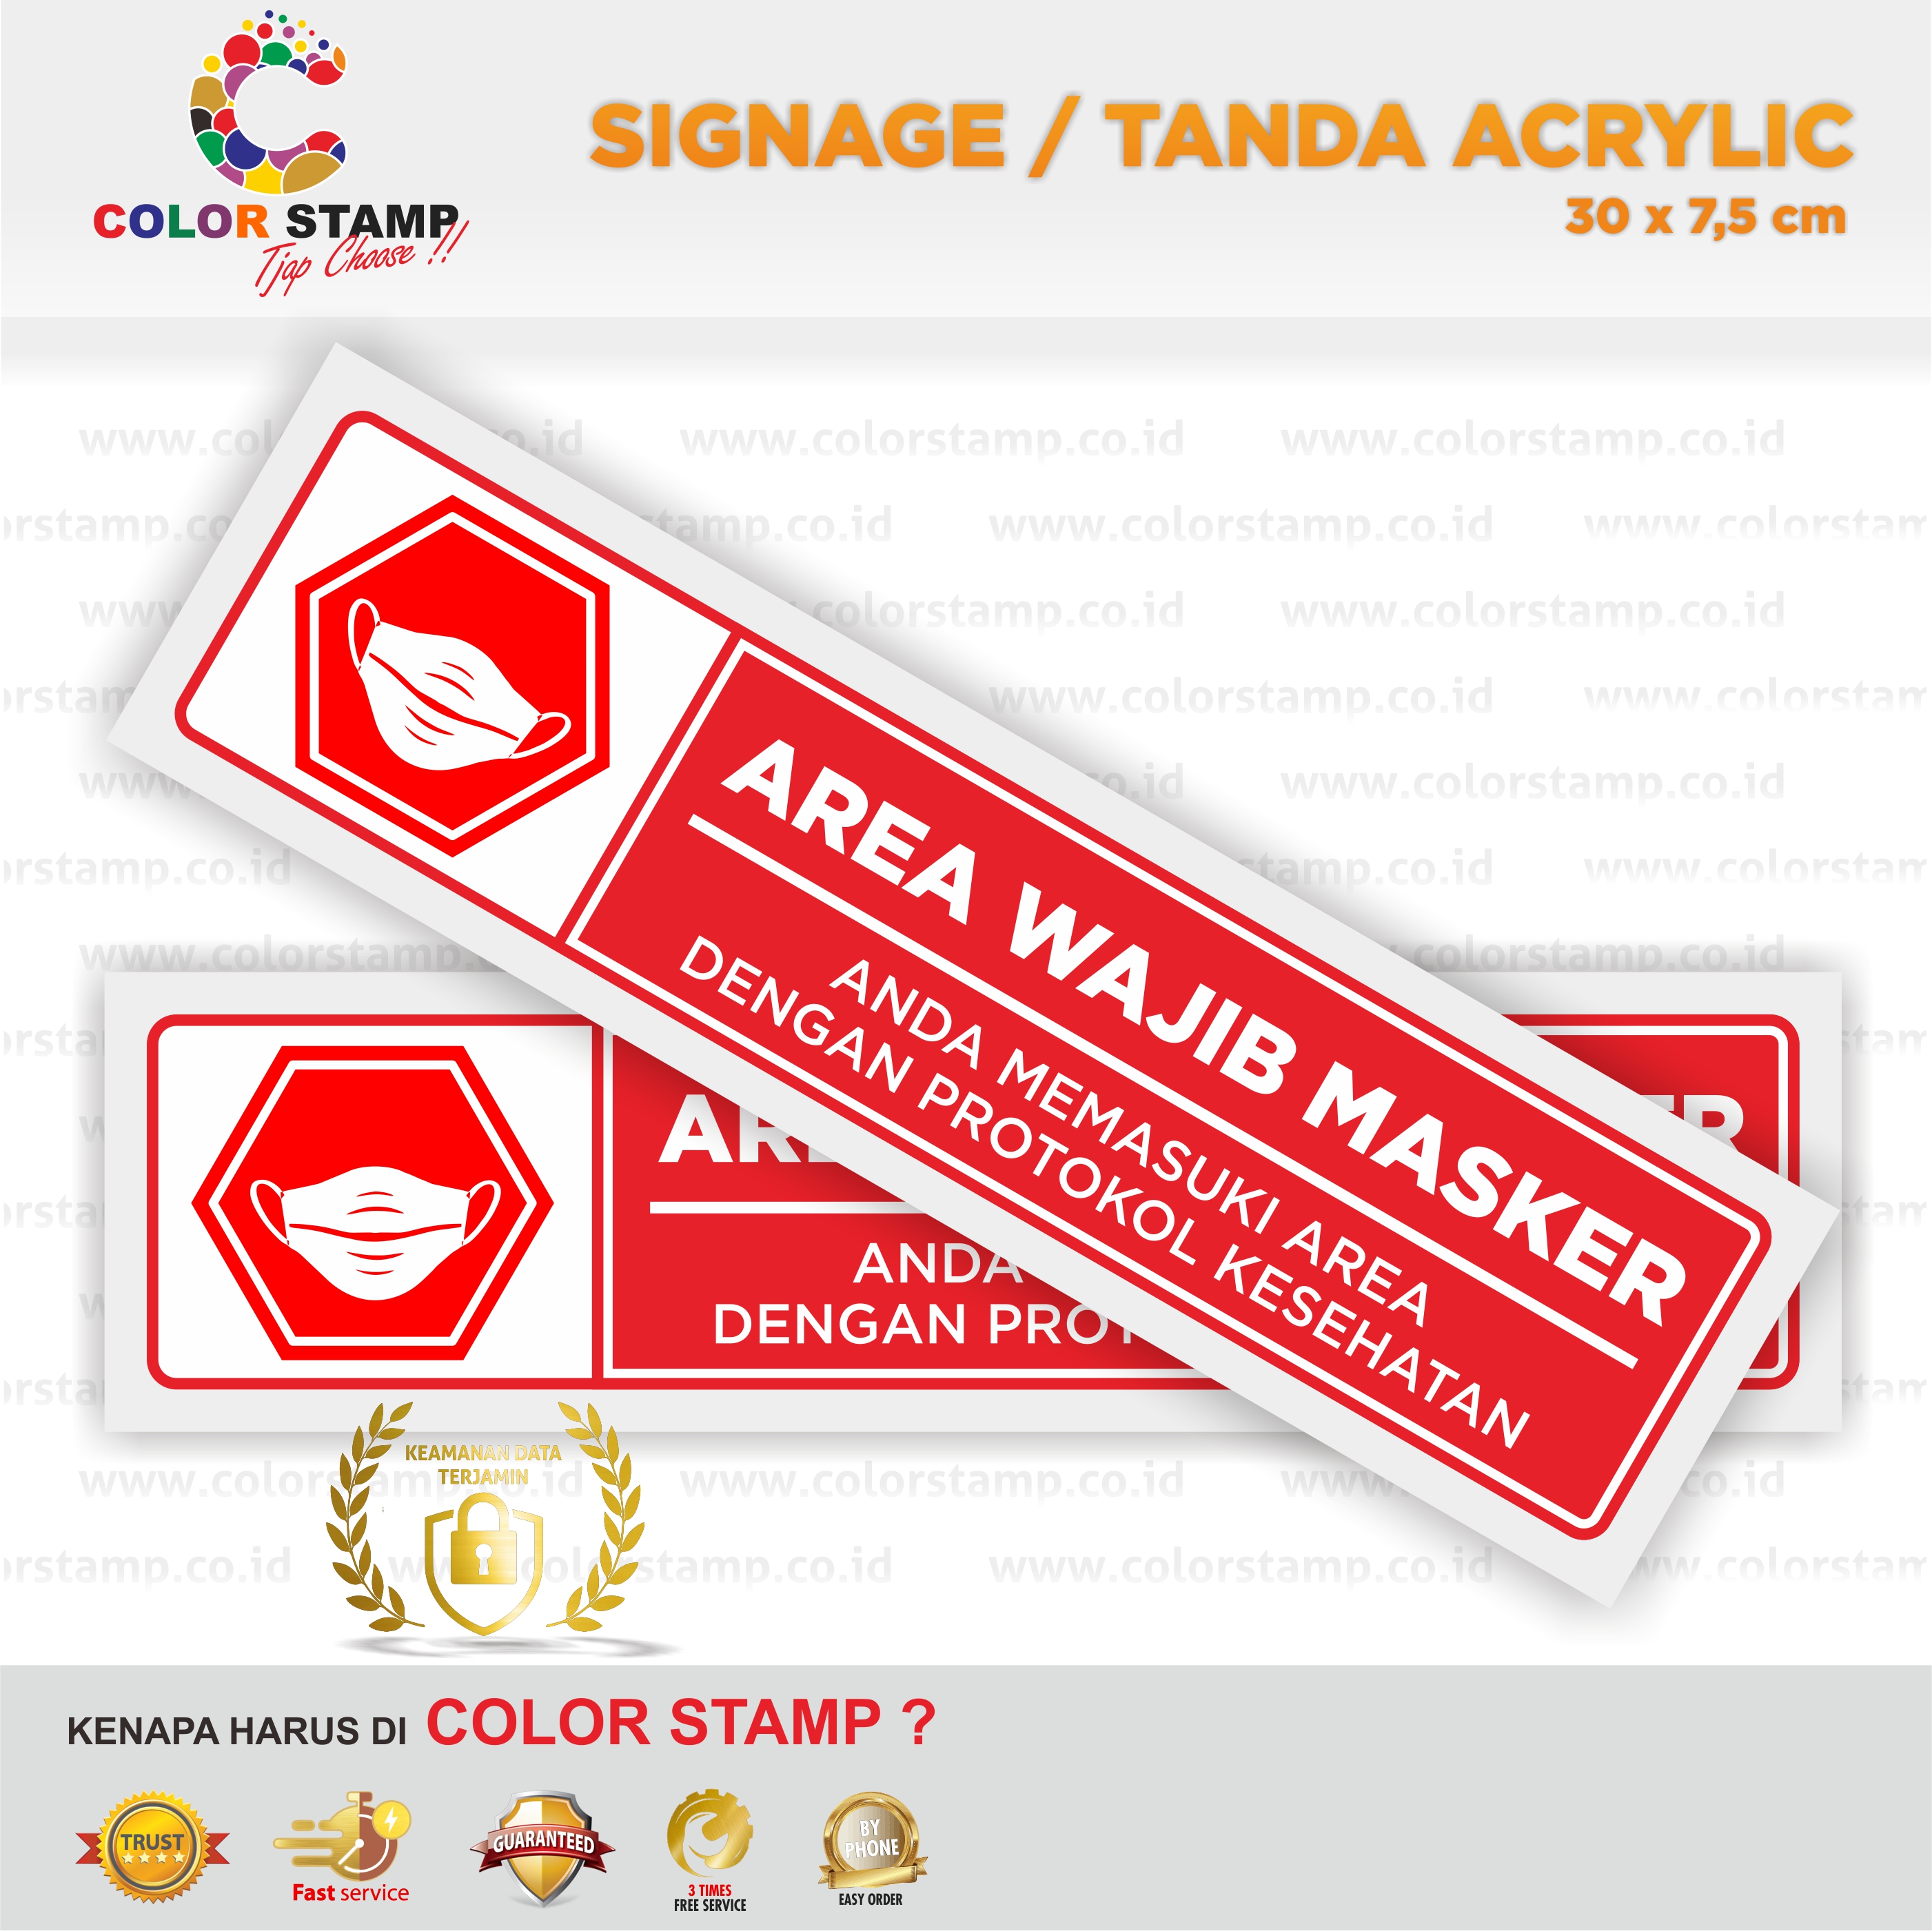 COLOR STAMP
Tjap Choose !!
SIGNAGE / TANDA ACRYLIC
30 x 7,5 cm
www.colorstamp.co.id
AREA WAJIB MASKER
ANDA MEMASUKI AREA
DENGAN PROTOKOL KESEHATAN
ANDA
DENGAN
KEAMANAN DATA
TERJAMIN
KENAPA HARUS DI COLOR STAMP ?
TRUST
Fast service
GUARANTEED
3 TIMES
FREE SERVICE
BY
PHONE
EASY ORDER